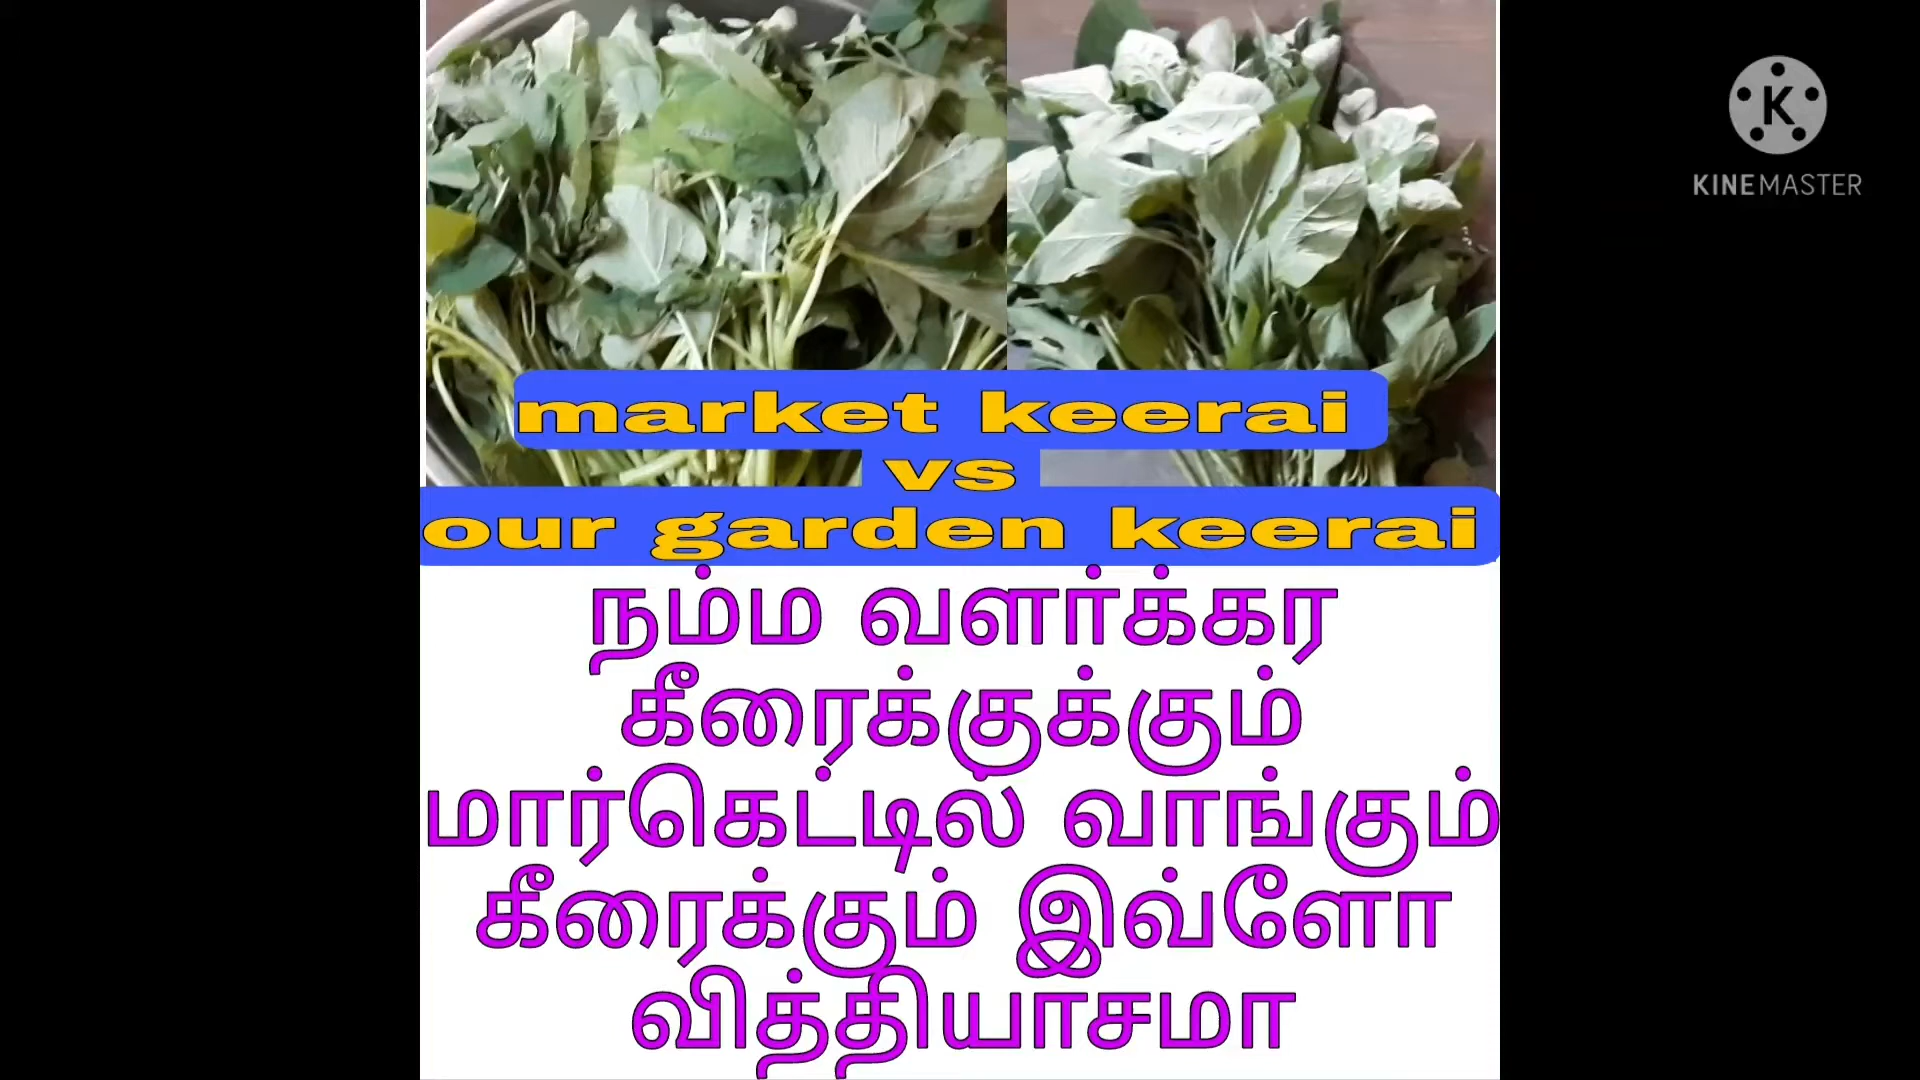 KINEMASTER
market keerai
vs
our garden keerai
நம்ம வளர்க்கர
கீரைக்குக்கும்
மார்கெட்டில் வாங்கும்
கீரைக்கும் இவ்ளோ
வித்தியாசமா